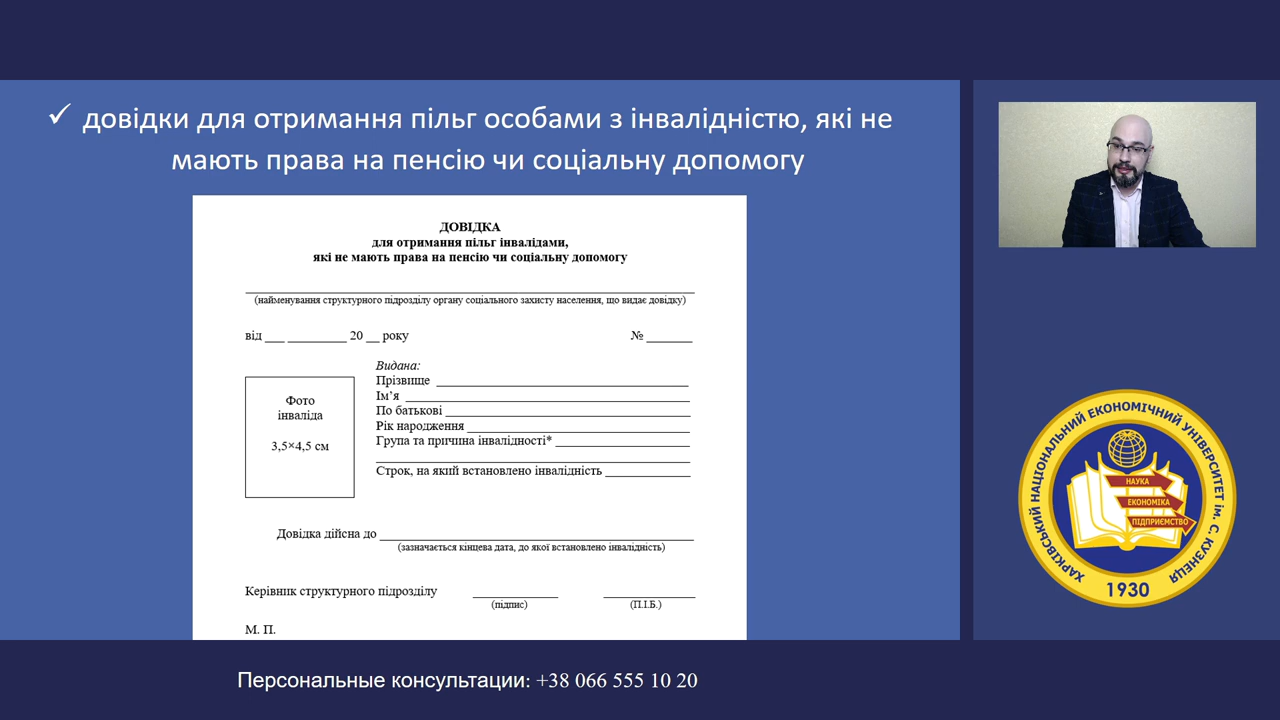 ✓ довідки для отримання пільг особами з інвалідністю, які не
мають права на пенсію чи соціальну допомогу
ДОВІДКА
для отримання пільг інвалідами,
які не мають права на пенсію чи соціальну допомогу
(найменування структурного підрозділу органу соціального захисту населення, що видає довідку)
від ___ _________ 20 __ року № _______
Видана:
Прізвище
Ім’я
По батькові
Рік народження
Група та причина інвалідності*
Строк, на який встановлено інвалідність
Фото
інваліда
3,5×4,5 см
Довідка дійсна до
(зазначається кінцева дата, до якої встановлено інвалідність)
Керівник структурного підрозділу
(підпис) (П.І.Б.)
М. П.
Персональные консультации: +38 066 555 10 20
ХАРКІВСЬКИЙ НАЦІОНАЛЬНИЙ ЕКОНОМІЧНИЙ УНІВЕРСИТЕТ ІМ. С. КУЗНЕЦЯ
НАУКА
ЕКОНОМІКА
ПІДПРИЄМСТВО
1930